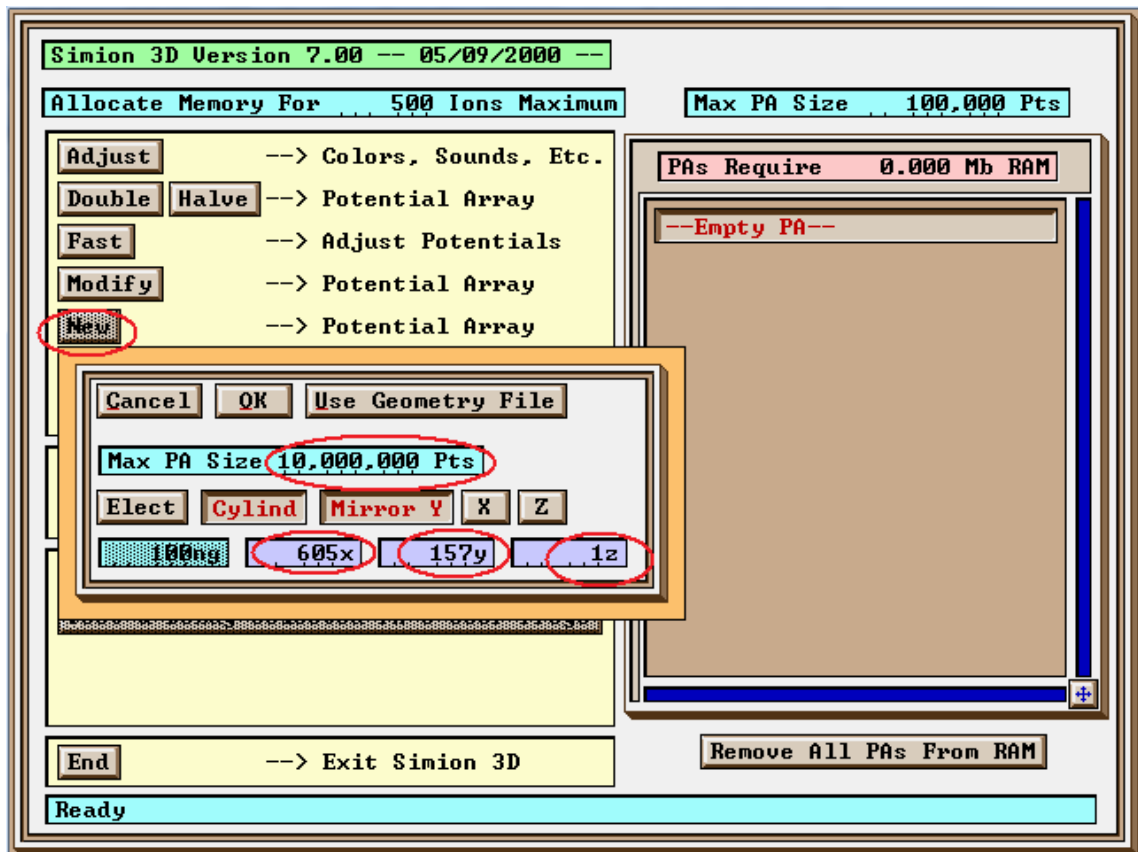 Simion 3D Version 7.00 -- 05/09/2000 --
Allocate Memory For 500 Ions Maximum
Max PA Size 100,000 Pts
Adjust --> Colors, Sounds, Etc.
Double Halve --> Potential Array
Fast --> Adjust Potentials
Modify --> Potential Array
New --> Potential Array
PAs Require 0.000 Mb RAM
--Empty PA--
Cancel OK Use Geometry File
Max PA Size 10,000,000 Pts
Elect Cylind Mirror Y X Z
100ng 605x 157y 1z
End --> Exit Simion 3D
Remove All PAs From RAM
Ready